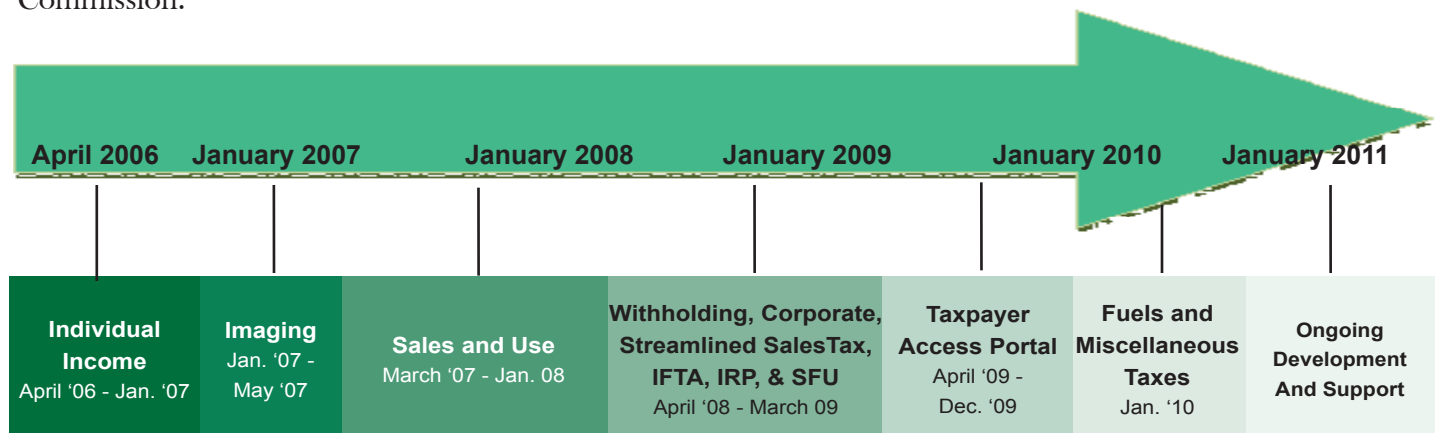 Commission.
April 2006 January 2007 January 2008 January 2009 January 2010 January 2011
Individual
Income
April ‘06 - Jan. ‘07
Imaging
Jan. ‘07 -
May ‘07
Sales and Use
March ‘07 - Jan. 08
Withholding, Corporate,
Streamlined SalesTax,
IFTA, IRP, & SFU
April ‘08 - March 09
Taxpayer
Access Portal
April ‘09 -
Dec. ‘09
Fuels and
Miscellaneous
Taxes
Jan. ‘10
Ongoing
Development
And Support